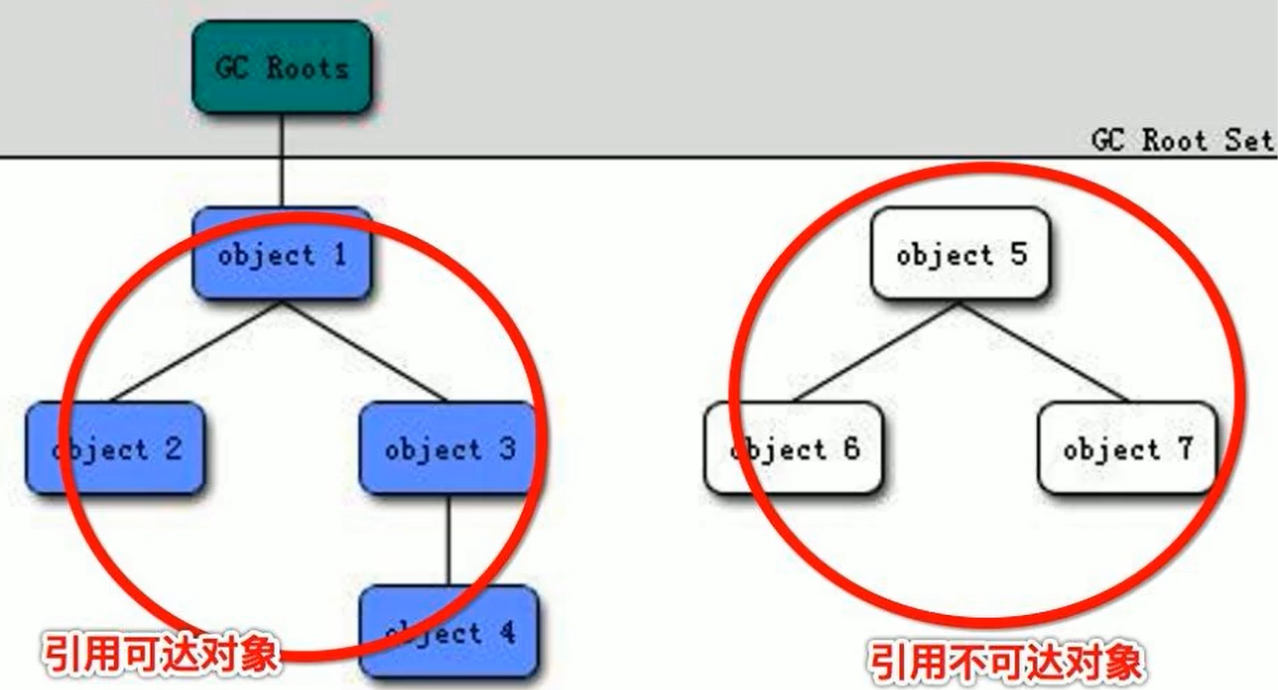 GC Roots
GC Root Set
object 1
object 5
object 2
object 3
object 6
object 7
object 4
引用可达对象
引用不可达对象